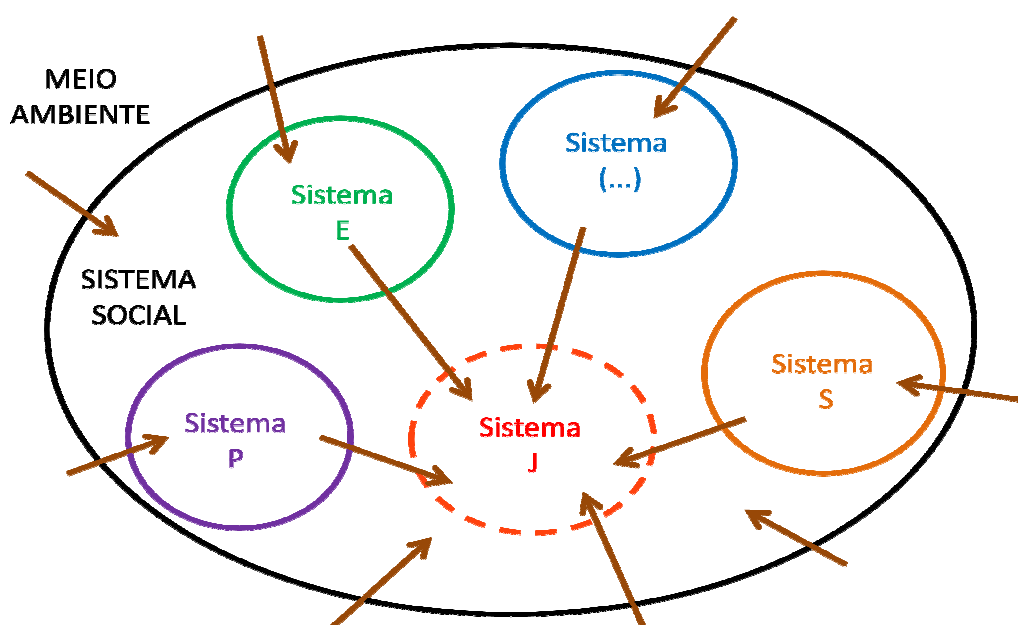 MEIO
AMBIENTE
Sistema
(...)
Sistema
E
SISTEMA
SOCIAL
Sistema
S
Sistema
P
Sistema
J